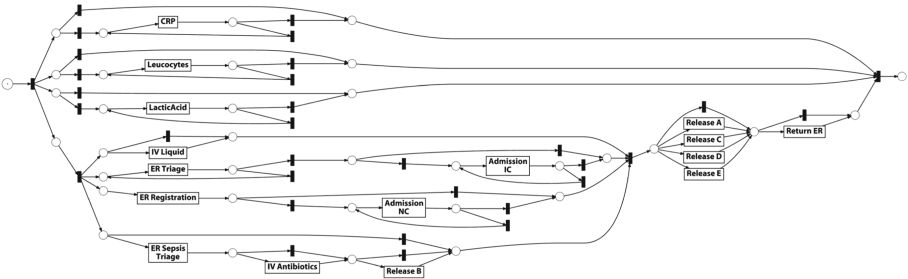 CRP
Leucocytes
LacticAcid
IV Liquid
ER Triage
ER Registration
Admission
IC
Admission
NC
ER Sepsis
Triage
IV Antibiotics
Release B
Release A
Release C
Release D
Release E
Return ER